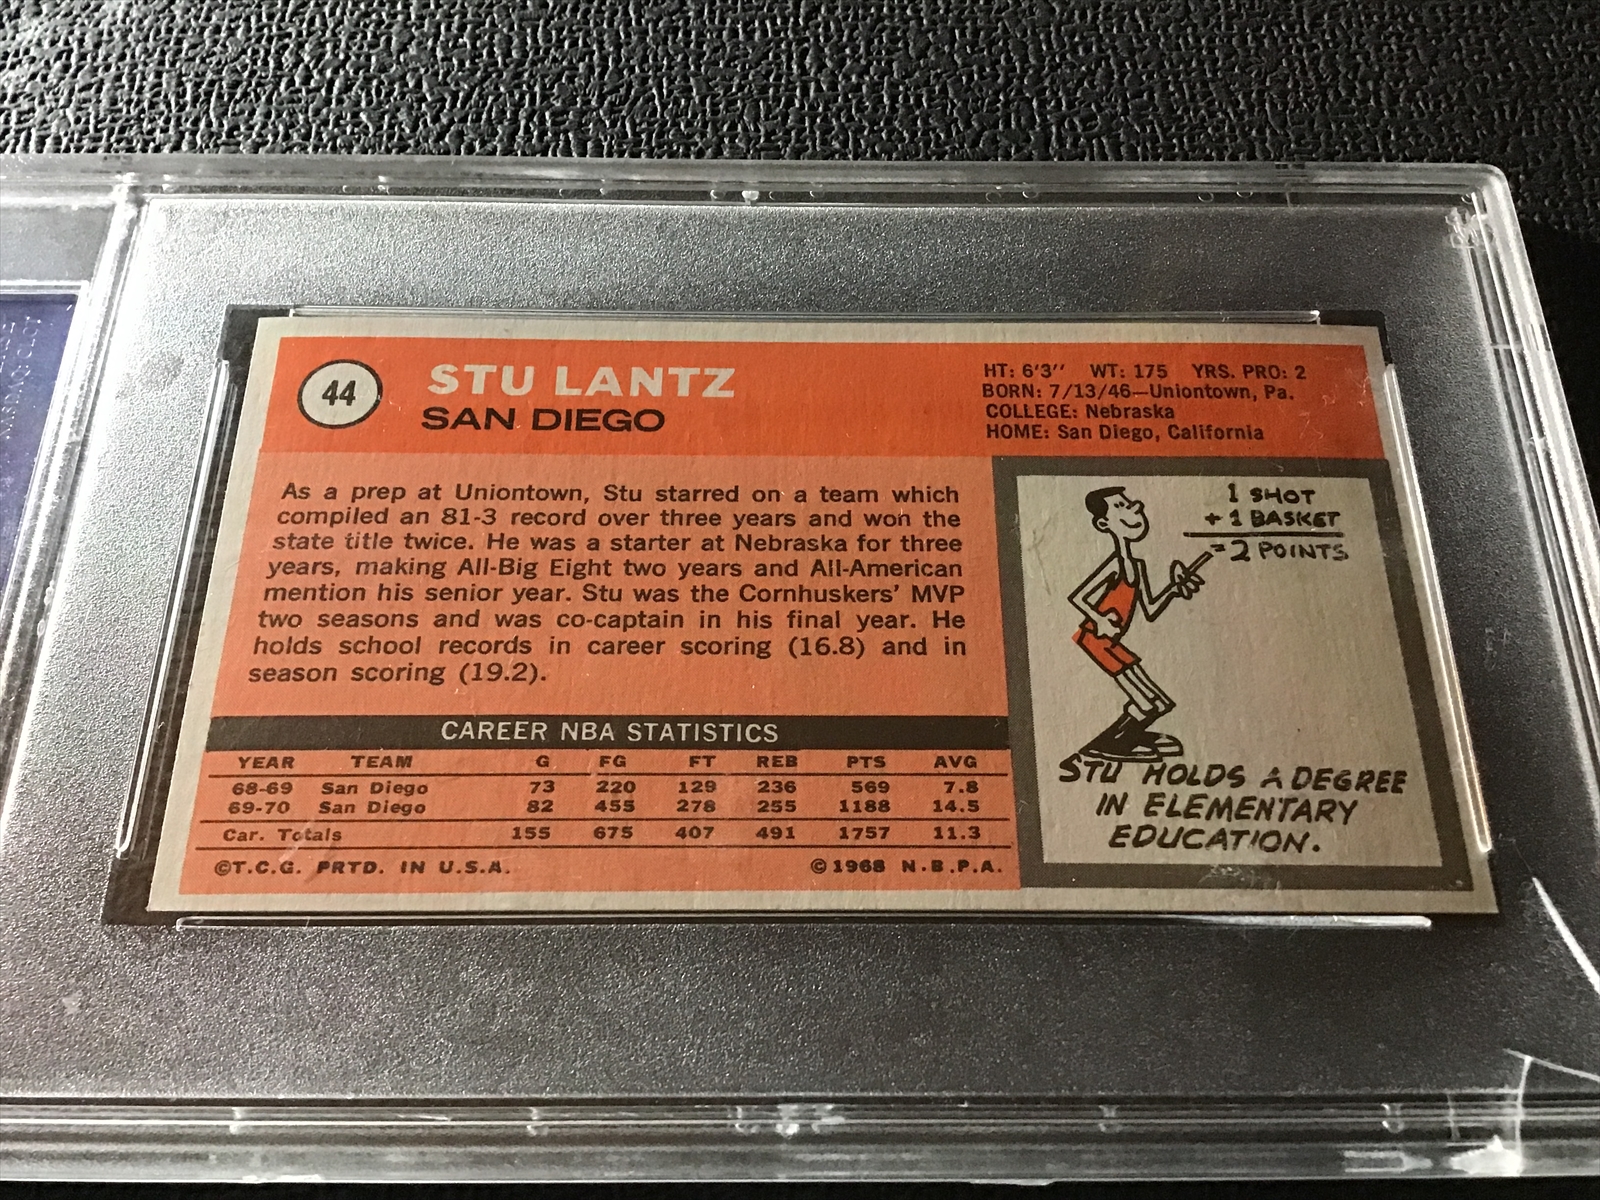 44
STU LANTZ
SAN DIEGO
HT: 6'3'' WT: 175 YRS. PRO: 2
BORN: 7/13/46—Uniontown, Pa.
COLLEGE: Nebraska
HOME: San Diego, California
As a prep at Uniontown, Stu starred on a team which
compiled an 81-3 record over three years and won the
state title twice. He was a starter at Nebraska for three
years, making All-Big Eight two years and All-American
mention his senior year. Stu was the Cornhuskers' MVP
two seasons and was co-captain in his final year. He
holds school records in career scoring (16.8) and in
season scoring (19.2).
CAREER NBA STATISTICS
YEAR TEAM G FG FT REB PTS AVG
68-69 San Diego 73 220 129 236 569 7.8
69-70 San Diego 82 455 278 255 1188 14.5
Car. Totals 155 675 407 491 1757 11.3
©T.C.G. PRTD. IN U.S.A. ©1968 N.B.P.A.
1 SHOT
+ 1 BASKET
= 2 POINTS
STU HOLDS A DEGREE
IN ELEMENTARY
EDUCATION.